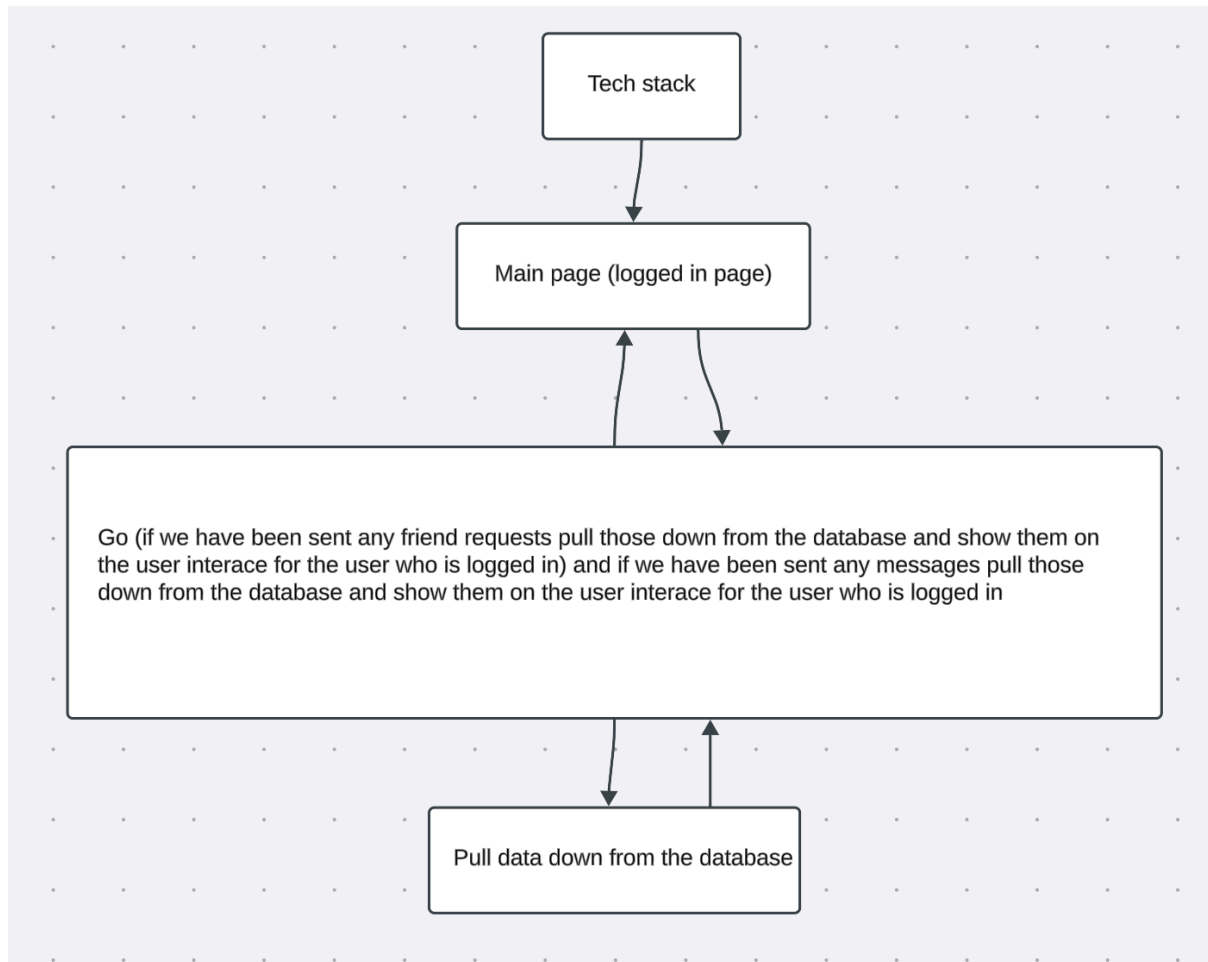 Tech stack
Main page (logged in page)
Go (if we have been sent any friend requests pull those down from the database and show them on
the user interace for the user who is logged in) and if we have been sent any messages pull those
down from the database and show them on the user interace for the user who is logged in
Pull data down from the database